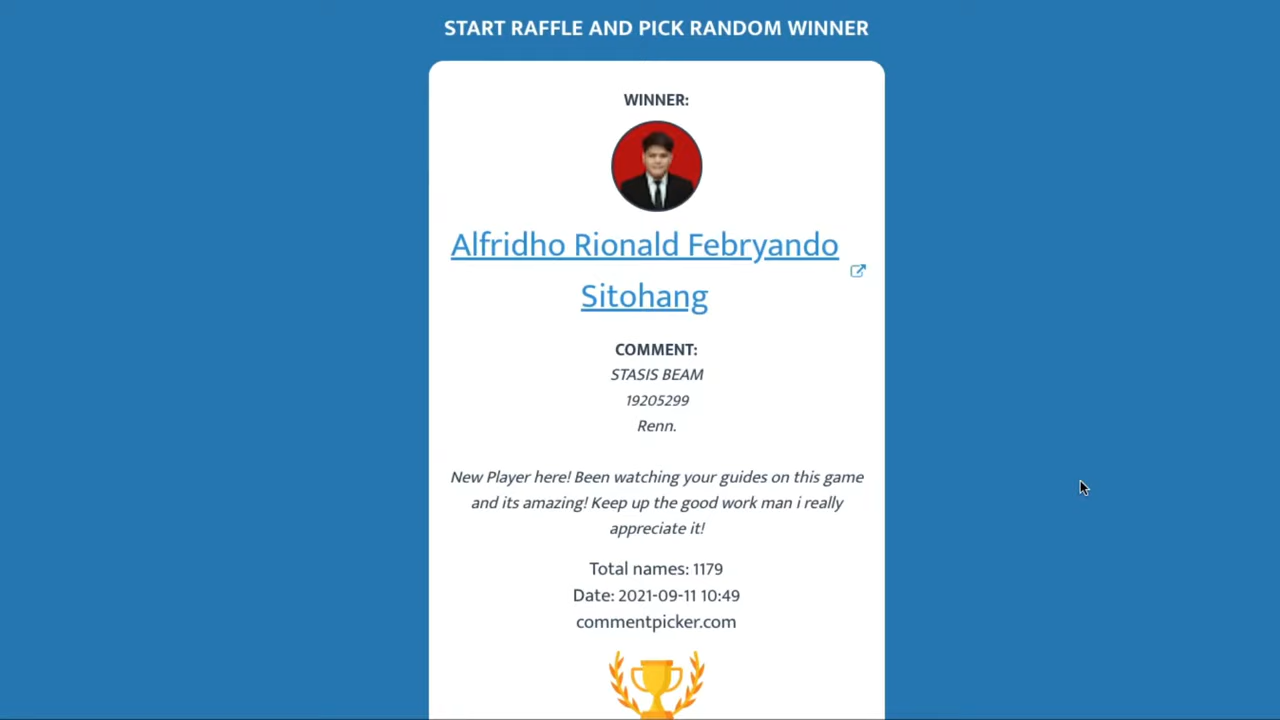 START RAFFLE AND PICK RANDOM WINNER
WINNER:
Alfridho Rionald Febryando
Sitohang
COMMENT:
STASIS BEAM
19205299
Renn.
New Player here! Been watching your guides on this game
and its amazing! Keep up the good work man i really
appreciate it!
Total names: 1179
Date: 2021-09-11 10:49
commentpicker.com